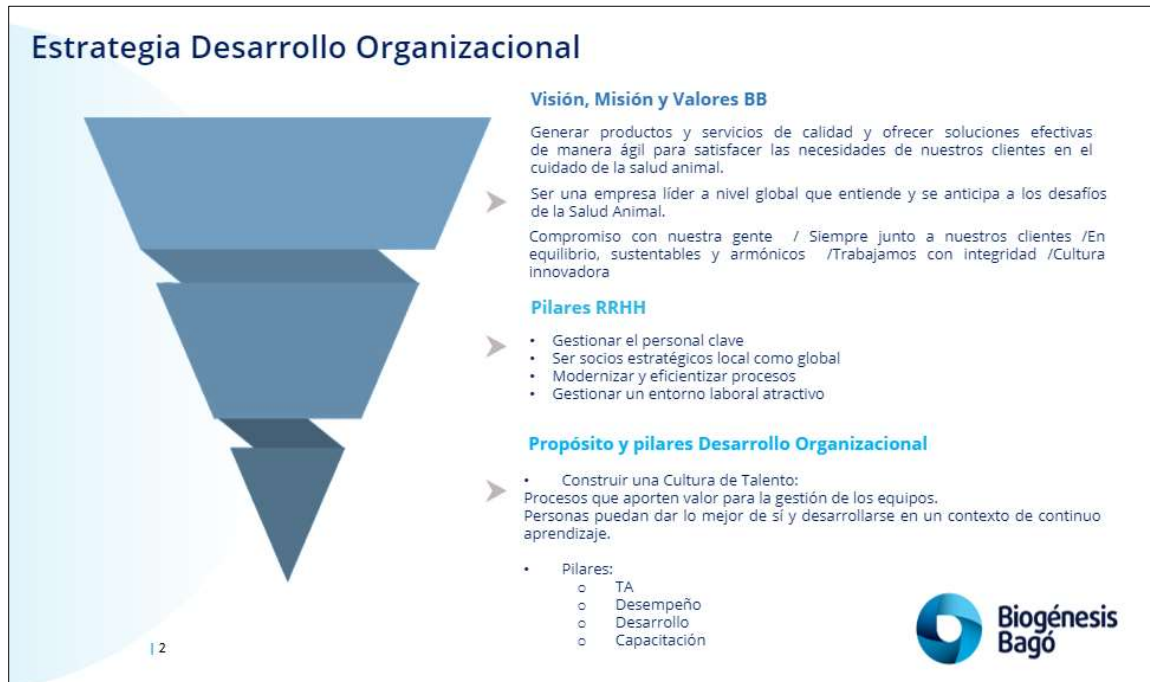 Estrategia Desarrollo Organizacional
Visión, Misión y Valores BB
Generar productos y servicios de calidad y ofrecer soluciones efectivas
de manera ágil para satisfacer las necesidades de nuestros clientes en el
cuidado de la salud animal.
Ser una empresa líder a nivel global que entiende y se anticipa a los desafíos
de la Salud Animal.
Compromiso con nuestra gente / Siempre junto a nuestros clientes /En
equilibrio, sustentables y armónicos /Trabajamos con integridad /Cultura
innovadora
Pilares RRHH
• Gestionar el personal clave
• Ser socios estratégicos local como global
• Modernizar y eficientizar procesos
• Gestionar un entorno laboral atractivo
Propósito y pilares Desarrollo Organizacional
• Construir una Cultura de Talento:
Procesos que aporten valor para la gestión de los equipos.
Personas puedan dar lo mejor de sí y desarrollarse en un contexto de continuo
aprendizaje.
• Pilares:
o TA
o Desempeño
o Desarrollo
o Capacitación
| 2
Biogénesis
Bagó